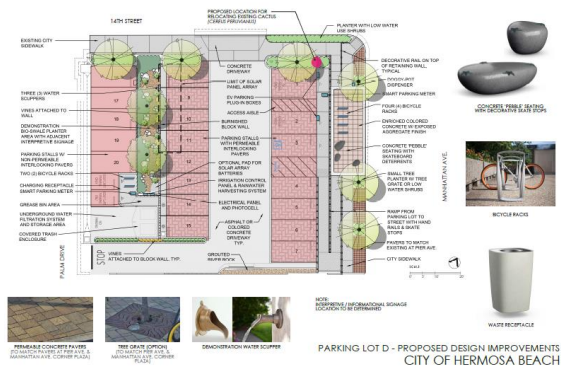 14TH STREET
PROPOSED LOCATION FOR
RELOCATING EXISTING CACTUS
(CEREUS PERUVIANUS)
PLANTER WITH LOW WATER
USE SHRUBS
EXISTING CITY
SIDEWALK
THREE (3) WATER
SCUPPERS
VINES ATTACHED TO
WALL
DEMONSTRATION
BIO-SWALE PLANTER
AREA WITH ADJACENT
INTERPRETIVE SIGNAGE
PARKING STALLS W/
NON-PERMEABLE
INTERLOCKING PAVERS
TWO (2) BICYCLE RACKS
CHARGING RECEPTACLE
SMART PARKING METER
GREASE BIN AREA
UNDERGROUND WATER
FILTRATION SYSTEM
AND STORAGE AREA
COVERED TRASH
ENCLOSURE
PALM DRIVE
STOP
VINES
ATTACHED TO BLOCK WALL, TYP.
CONCRETE
DRIVEWAY
LIMIT UP SOLAR
PANEL ARRAY
EV PARKING
PLUG-IN BOXES
ACCESS AISLE
BURNISHED
BLOCK WALL
PARKING STALLS
WITH PERMEABLE
INTERLOCKING
PAVERS
OPTIONAL PAD FOR
SOLAR ARRAY
BATTERIES
IRRIGATION CONTROL
PANEL & RAINWATER
HARVESTING SYSTEM
ELECTRICAL PANEL
AND PHOTOCELL
ASPHALT OR
COLORED
CONCRETE
DRIVEWAY
TYP.
GROUTED
RIVER ROCK
DECORATIVE RAIL ON TOP
OF RETAINING WALL,
TYPICAL
DISPENSER
SMART PARKING METER
FOUR (4) BICYCLE
RACKS
ENRICHED COLORED
CONCRETE W/ EXPOSED
AGGREGATE FINISH
CONCRETE 'PEBBLE'
SEATING WITH
SKATEBOARD
DETERRENTS
SMALL TREE
PLANTER W/ TREE
GRATE OR LOW
WATER SHRUBS
RAMP FROM
PARKING LOT TO
STREET WITH HAND
RAILS & SKATE
STOPS
PAVERS TO MATCH
EXISTING AT PIER AVE.
CITY SIDEWALK
MANHATTAN AVE.
CONCRETE 'PEBBLE' SEATING
WITH DECORATIVE SKATE STOPS
BICYCLE RACKS
WASTE RECEPTACLE
NOTE:
INTERPRETIVE / INFORMATIONAL SIGNAGE
LOCATION TO BE DETERMINED
PERMEABLE CONCRETE PAVERS
(TO MATCH PAVERS AT PIER AVE. &
MANHATTAN AVE. CORNER
PLAZA)
TREE GRATE (OPTION)
(TO MATCH PIER AVE. &
MANHATTAN AVE. CORNER
PLAZA)
DEMONSTRATION WATER SCUPPER
PARKING LOT D - PROPOSED DESIGN IMPROVEMENTS
CITY OF HERMOSA BEACH